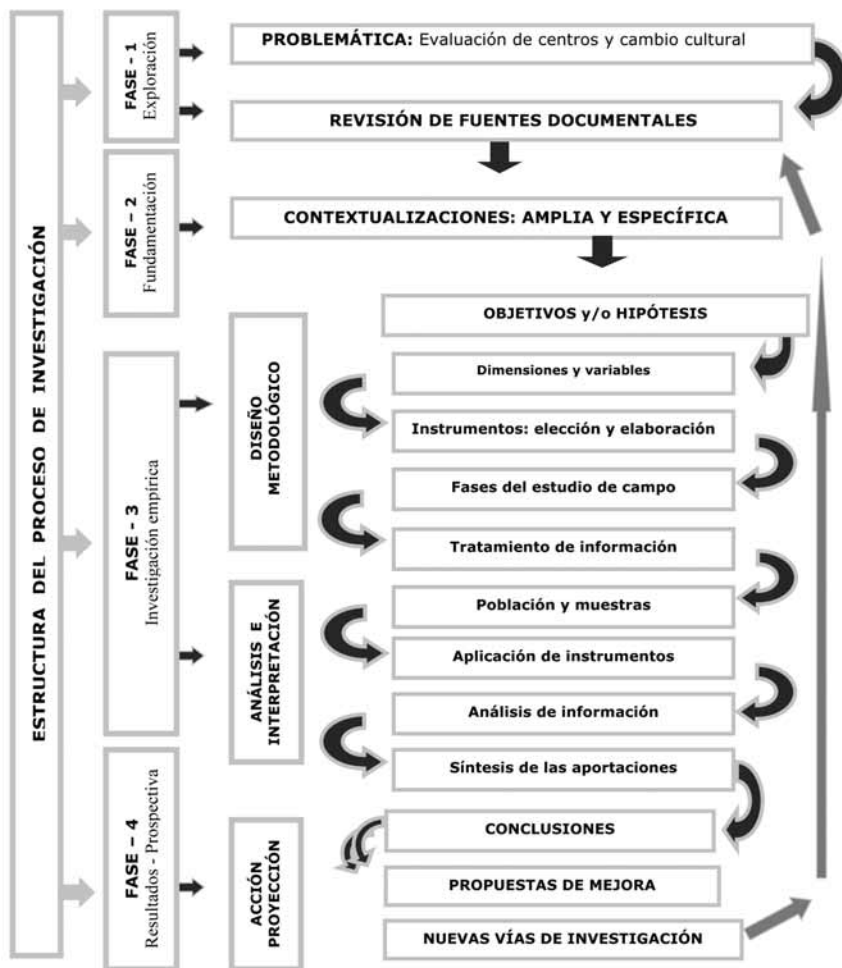 ESTRUCTURA DEL PROCESO DE INVESTIGACIÓN
FASE - 1
Exploración
PROBLEMÁTICA: Evaluación de centros y cambio cultural
REVISIÓN DE FUENTES DOCUMENTALES
FASE - 2
Fundamentación
CONTEXTUALIZACIONES: AMPLIA Y ESPECÍFICA
FASE - 3
Investigación empírica
DISEÑO
METODOLÓGICO
OBJETIVOS y/o HIPÓTESIS
Dimensiones y variables
Instrumentos: elección y elaboración
Fases del estudio de campo
Tratamiento de información
ANÁLISIS E
INTERPRETACIÓN
Población y muestras
Aplicación de instrumentos
Análisis de información
Síntesis de las aportaciones
FASE – 4
Resultados - Prospectiva
ACCIÓN
PROYECCIÓN
CONCLUSIONES
PROPUESTAS DE MEJORA
NUEVAS VÍAS DE INVESTIGACIÓN